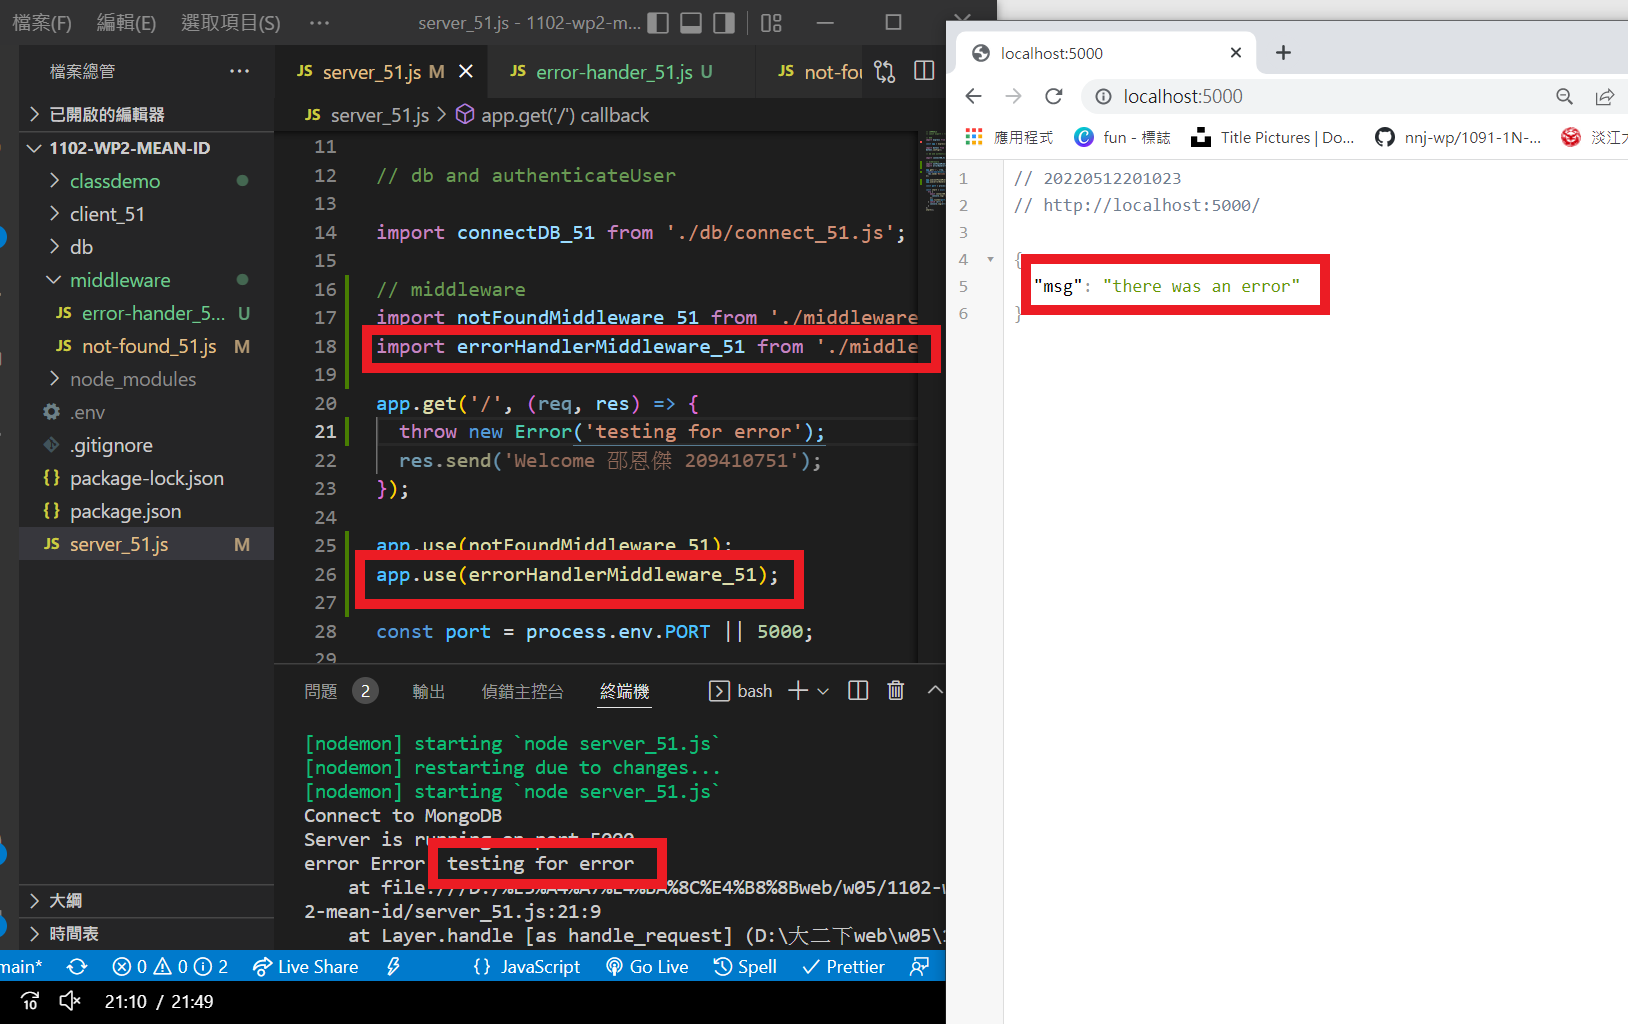 檔案(F) 編輯(E) 選取項目(S) ··· server_51.js - 1102-wp2-m...
檔案總管 ···
已開啟的編輯器
1102-WP2-MEAN-ID
classdemo
client_51
db
middleware
JS error-hander_5... U
JS not-found_51.js M
node_modules
.env
.gitignore
{} package-lock.json
{} package.json
JS server_51.js M
大綱
時間表
JS server_51.js M JS error-hander_51.js U JS not-fou
JS server_51.js > app.get('/') callback
11
12 // db and authenticateUser
13
14 import connectDB_51 from './db/connect_51.js';
15
16 // middleware
17 import notFoundMiddleware_51 from './middleware
18 import errorHandlerMiddleware_51 from './middle
19
20 app.get('/', (req, res) => {
21 throw new Error('testing for error');
22 res.send('Welcome 邵恩傑 209410751');
23 });
24
25 app.use(notFoundMiddleware_51);
26 app.use(errorHandlerMiddleware_51);
27
28 const port = process.env.PORT || 5000;
29
問題 2 輸出 偵錯主控台 終端機 bash
[nodemon] starting `node server_51.js`
[nodemon] restarting due to changes...
[nodemon] starting `node server_51.js`
Connect to MongoDB
Server is running on port 5000
error Error testing for error
at file:///D:/%E5%A4%A7%E4%BA%8C%E4%B8%8Bweb/w05/1102-w
2-mean-id/server_51.js:21:9
at Layer.handle [as handle_request] (D:\大二下web\w05\
main* 0 0 2 Live Share {} JavaScript Go Live Spell Prettier
10 21:10 / 21:49
localhost:5000
localhost:5000
應用程式 fun - 標誌 Title Pictures | Do... nnj-wp/1091-1N-... 淡江大
1 // 20220512201023
2 // http://localhost:5000/
3
4 {
5 "msg": "there was an error"
6 }